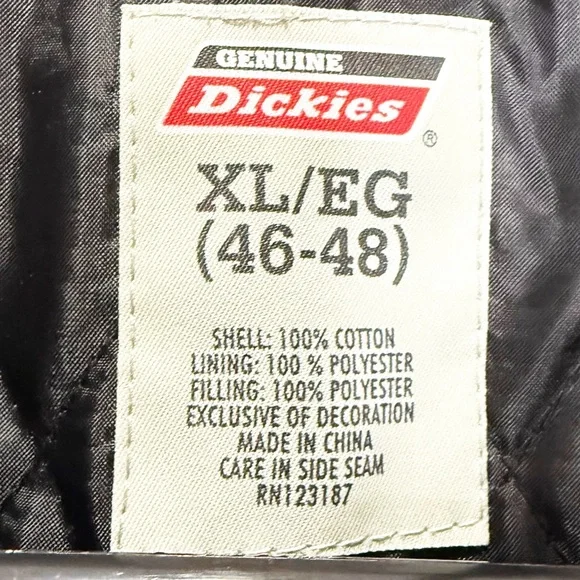 GENUINE
Dickies
®
XL/EG
(46-48)
SHELL: 100% COTTON
LINING: 100 % POLYESTER
FILLING: 100% POLYESTER
EXCLUSIVE OF DECORATION
MADE IN CHINA
CARE IN SIDE SEAM
RN123187